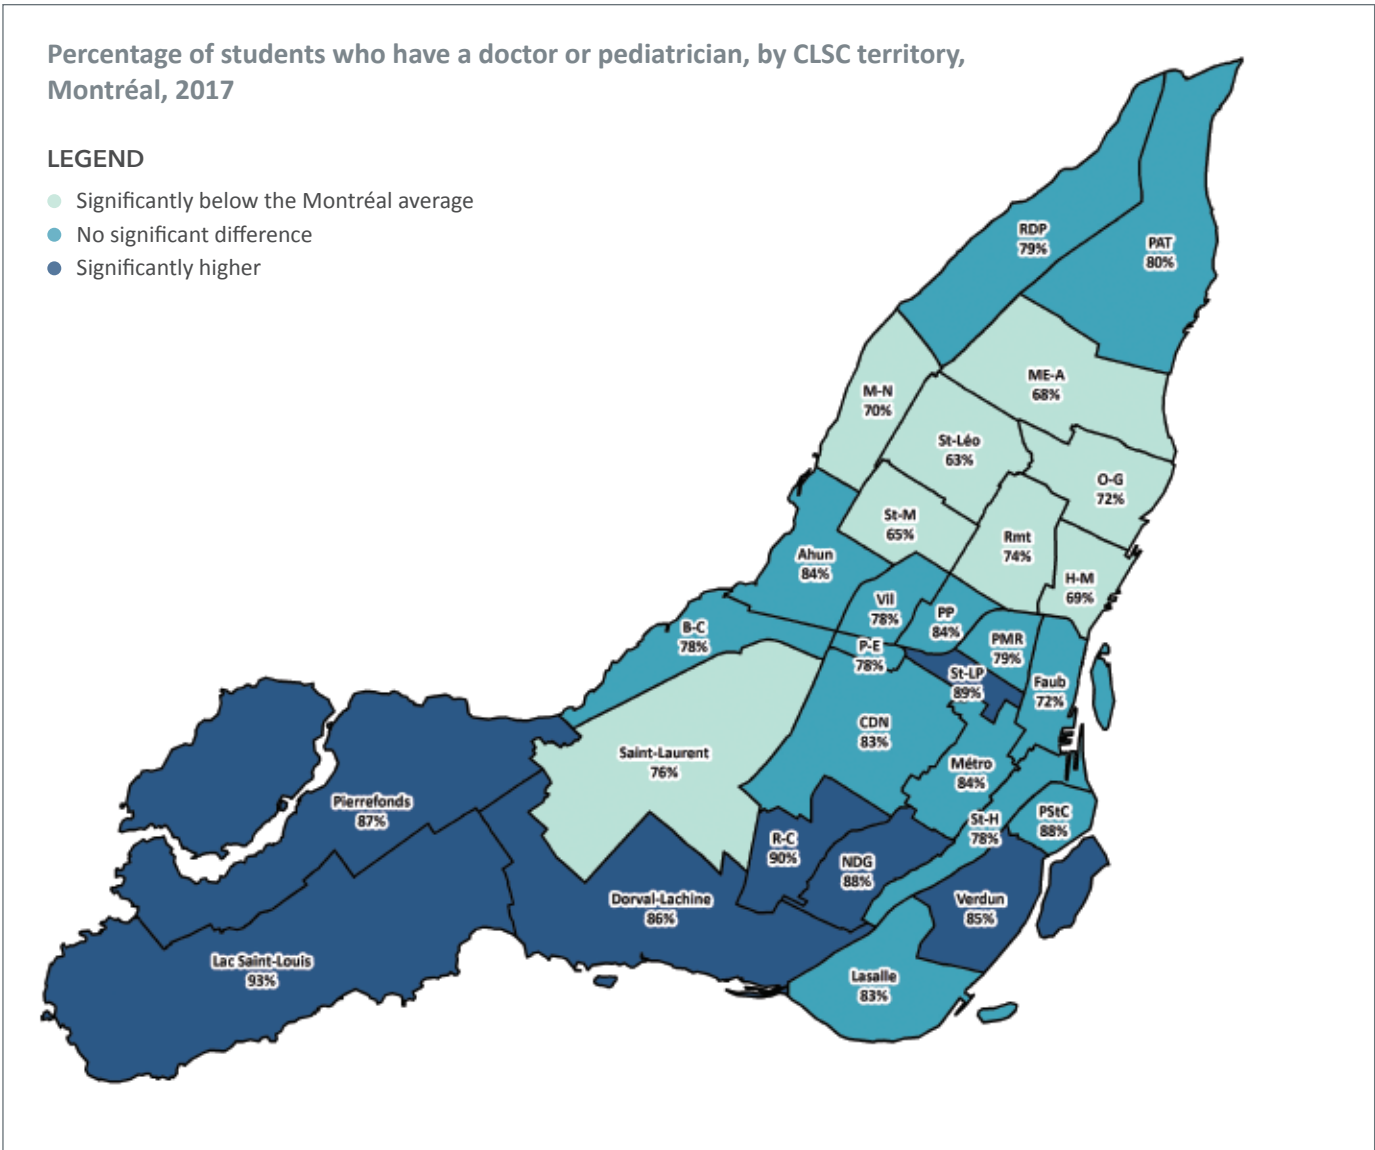 Percentage of students who have a doctor or pediatrician, by CLSC territory,
Montréal, 2017
LEGEND
Significantly below the Montréal average
No significant difference
Significantly higher
RDP
79%
PAT
80%
ME-A
68%
M-N
70%
St-Léo
63%
O-G
72%
St-M
65%
Rmt
74%
Ahun
84%
H-M
69%
Vil
78%
PP
84%
B-C
78%
PMR
79%
P-E
78%
St-LP
89%
Faub
72%
CDN
83%
Saint-Laurent
76%
Métro
84%
Pierrefonds
87%
PStC
88%
St-H
78%
R-C
90%
NDG
88%
Dorval-Lachine
86%
Verdun
85%
Lac Saint-Louis
93%
Lasalle
83%